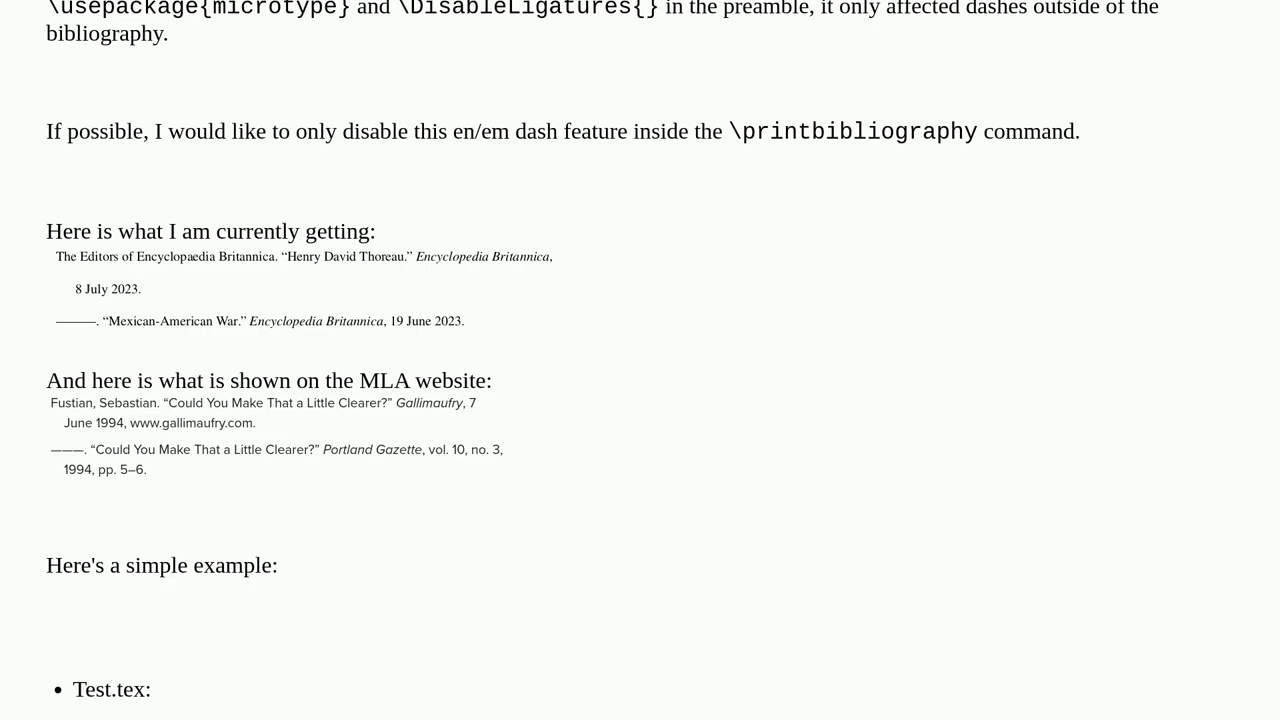 \usepackage{microtype} and \DisableLigatures{} in the preamble, it only affected dashes outside of the
bibliography.
If possible, I would like to only disable this en/em dash feature inside the \printbibliography command.
Here is what I am currently getting:
The Editors of Encyclopaedia Britannica. “Henry David Thoreau.” Encyclopedia Britannica,
8 July 2023.
———. “Mexican-American War.” Encyclopedia Britannica, 19 June 2023.
And here is what is shown on the MLA website:
Fustian, Sebastian. “Could You Make That a Little Clearer?” Gallimaufry, 7
June 1994, www.gallimaufry.com.
———. “Could You Make That a Little Clearer?” Portland Gazette, vol. 10, no. 3,
1994, pp. 5–6.
Here's a simple example:
• Test.tex: